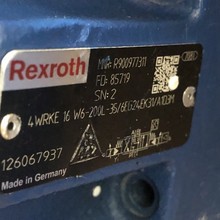 Rexroth
MNR: R900977311
FD: 85719
SN: 2
4WRKE 16 W6-200L-35/6EG24EK31/A1D3M
126067937
Made in Germany